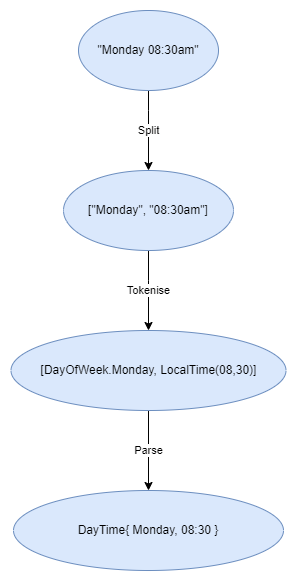 "Monday 08:30am"
Split
["Monday", "08:30am"]
Tokenise
[DayOfWeek.Monday, LocalTime(08,30)]
Parse
DayTime{ Monday, 08:30 }